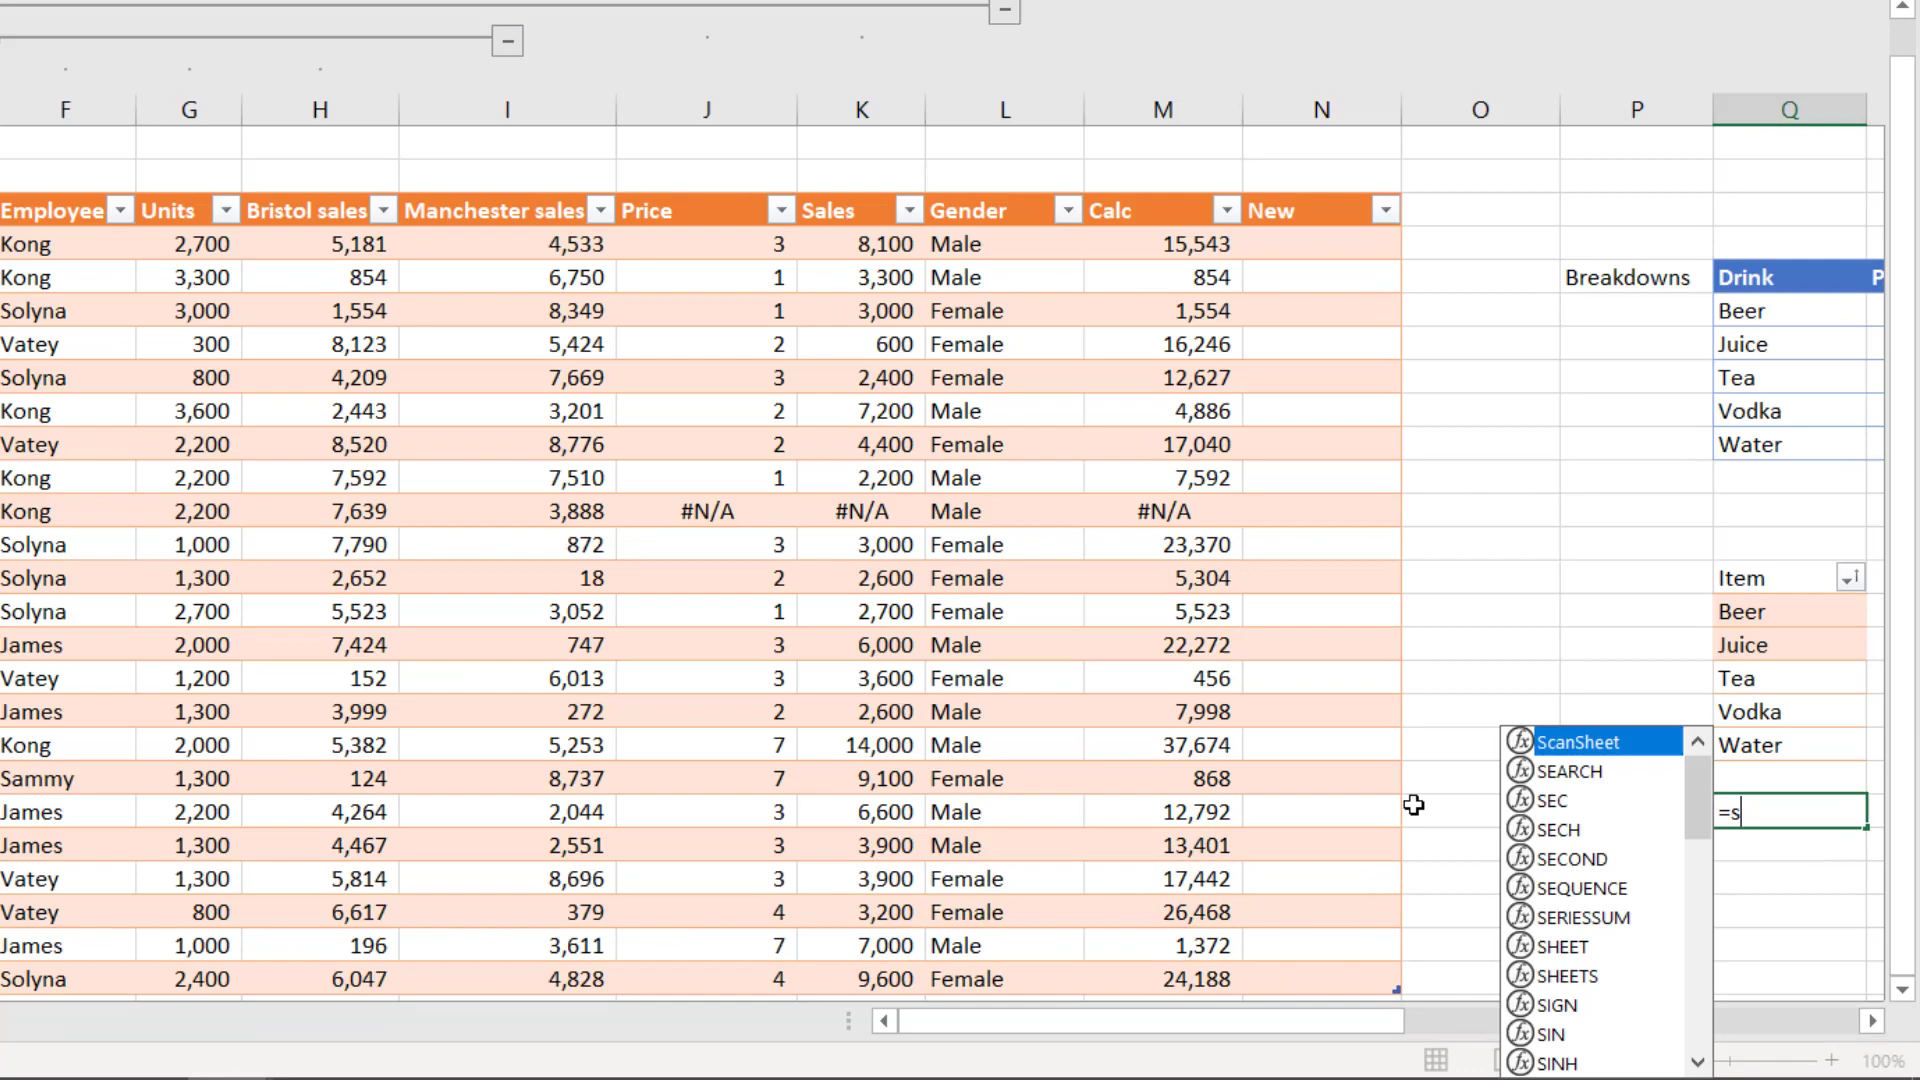 F G H I J K L M N O P Q
Employee Units Bristol sales Manchester sales Price Sales Gender Calc New
Kong 2,700 5,181 4,533 3 8,100 Male 15,543
Kong 3,300 854 6,750 1 3,300 Male 854 Breakdowns Drink P
Solyna 3,000 1,554 8,349 1 3,000 Female 1,554 Beer
Vatey 300 8,123 5,424 2 600 Female 16,246 Juice
Solyna 800 4,209 7,669 3 2,400 Female 12,627 Tea
Kong 3,600 2,443 3,201 2 7,200 Male 4,886 Vodka
Vatey 2,200 8,520 8,776 2 4,400 Female 17,040 Water
Kong 2,200 7,592 7,510 1 2,200 Male 7,592
Kong 2,200 7,639 3,888 #N/A #N/A Male #N/A
Solyna 1,000 7,790 872 3 3,000 Female 23,370
Solyna 1,300 2,652 18 2 2,600 Female 5,304 Item
Solyna 2,700 5,523 3,052 1 2,700 Female 5,523 Beer
James 2,000 7,424 747 3 6,000 Male 22,272 Juice
Vatey 1,200 152 6,013 3 3,600 Female 456 Tea
James 1,300 3,999 272 2 2,600 Male 7,998 Vodka
Kong 2,000 5,382 5,253 7 14,000 Male 37,674 ScanSheet Water
Sammy 1,300 124 8,737 7 9,100 Female 868 SEARCH
SEC
James 2,200 4,264 2,044 3 6,600 Male 12,792 =s
SECH
James 1,300 4,467 2,551 3 3,900 Male 13,401 SECOND
Vatey 1,300 5,814 8,696 3 3,900 Female 17,442 SEQUENCE
Vatey 800 6,617 379 4 3,200 Female 26,468 SERIESSUM
James 1,000 196 3,611 7 7,000 Male 1,372 SHEET
Solyna 2,400 6,047 4,828 4 9,600 Female 24,188 SHEETS
SIGN
SIN
SINH 100%